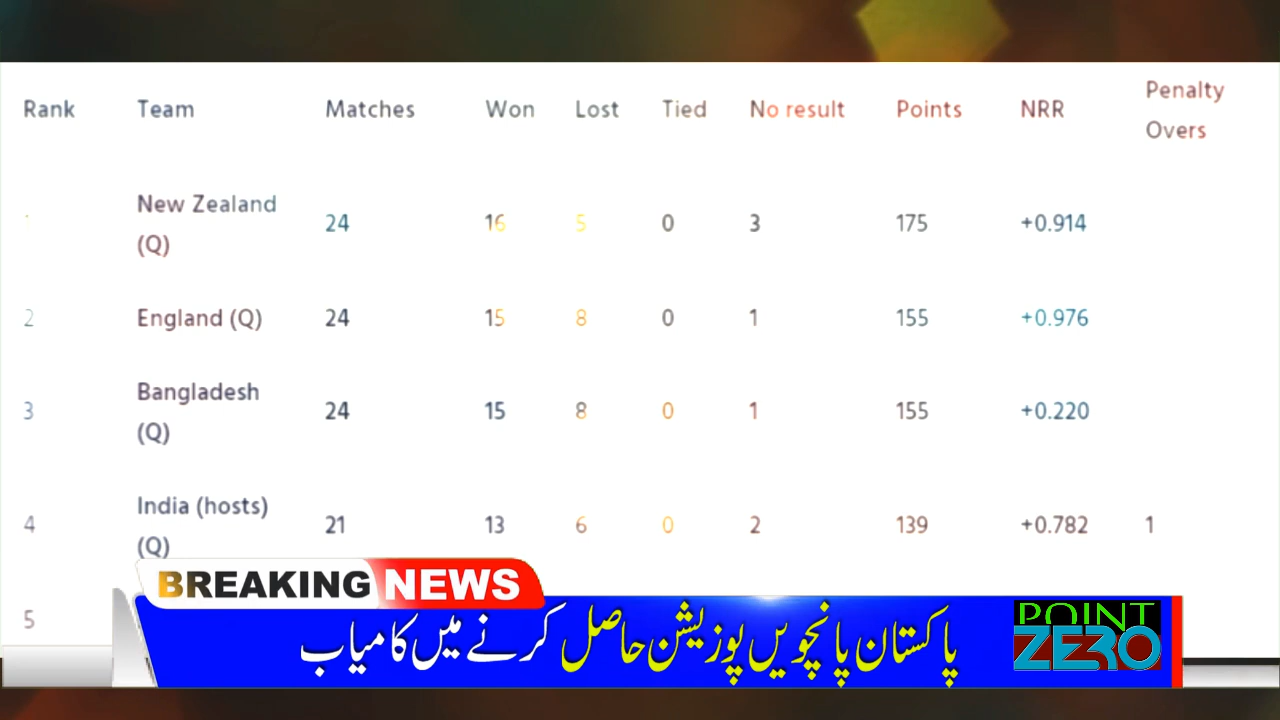 Rank Team Matches Won Lost Tied No result Points NRR Penalty Overs
New Zealand (Q) 24 16 5 0 3 175 +0.914
2 England (Q) 24 15 8 0 1 155 +0.976
3 Bangladesh (Q) 24 15 8 0 1 155 +0.220
4 India (hosts) (Q) 21 13 6 0 2 139 +0.782 1
5
BREAKING NEWS
پاکستان پانچویں پوزیشن حاصل کرنے میں کامیاب
POINT ZERO